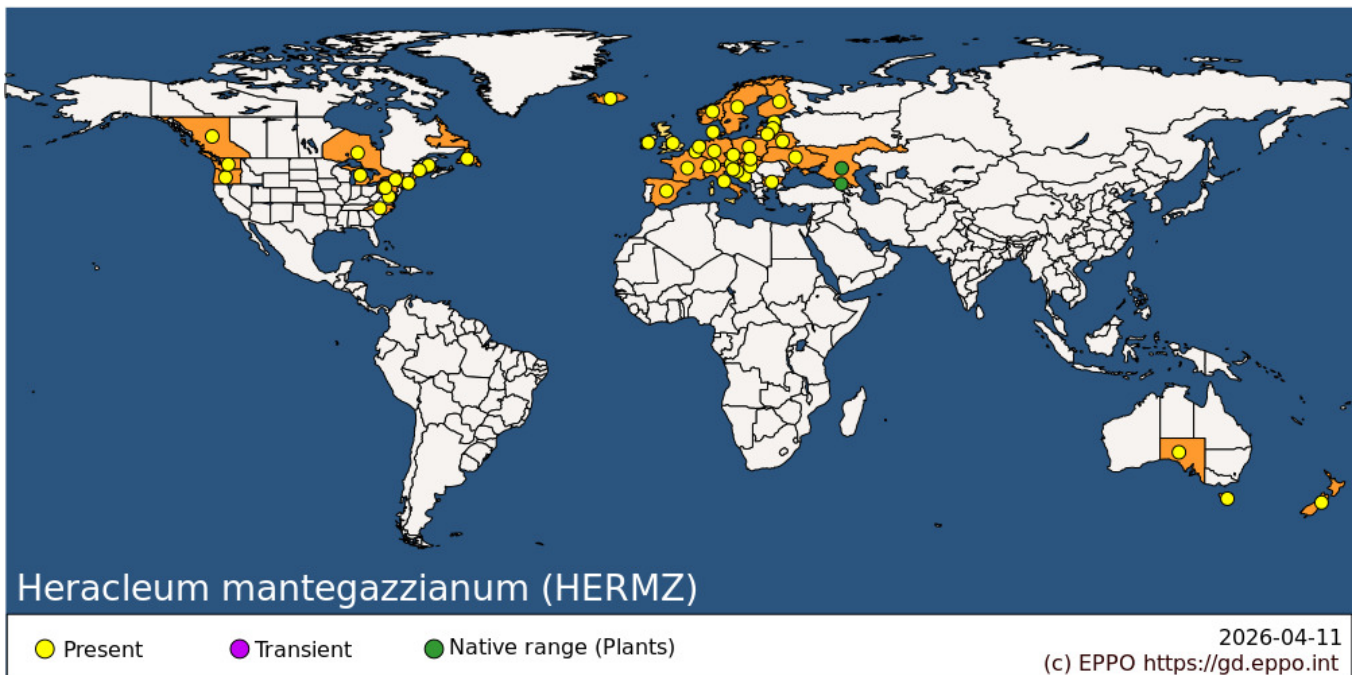 Heracleum mantegazzianum (HERMZ)
Present
Transient
Native range (Plants)
2026-04-11
(c) EPPO https://gd.eppo.int